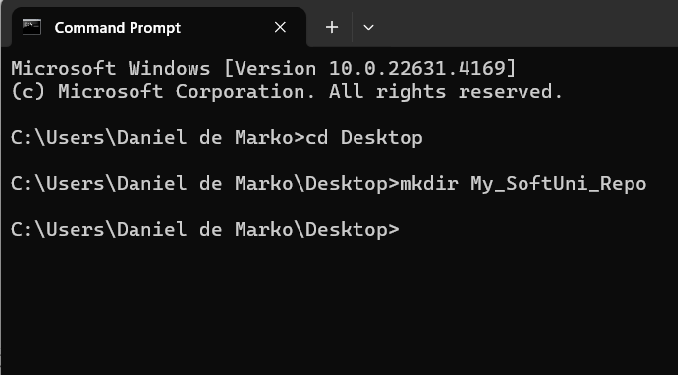 Command Prompt
Microsoft Windows [Version 10.0.22631.4169]
(c) Microsoft Corporation. All rights reserved.
C:\Users\Daniel de Marko>cd Desktop
C:\Users\Daniel de Marko\Desktop>mkdir My_SoftUni_Repo
C:\Users\Daniel de Marko\Desktop>